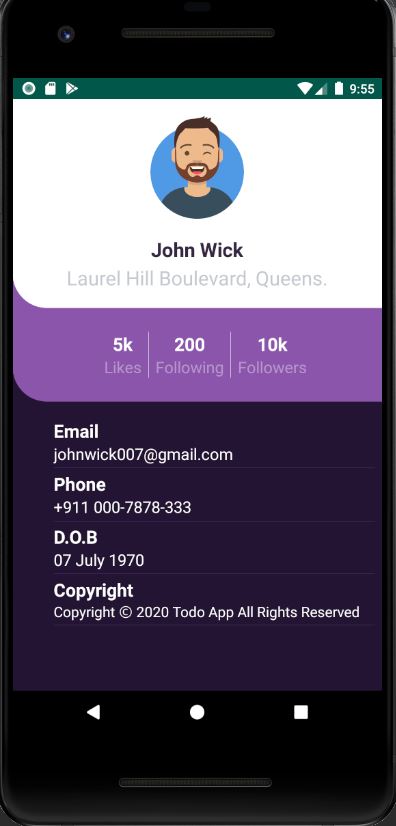 9:55
John Wick
Laurel Hill Boulevard, Queens.
5k 200 10k
Likes Following Followers
Email
johnwick007@gmail.com
Phone
+911 000-7878-333
D.O.B
07 July 1970
Copyright
Copyright © 2020 Todo App All Rights Reserved